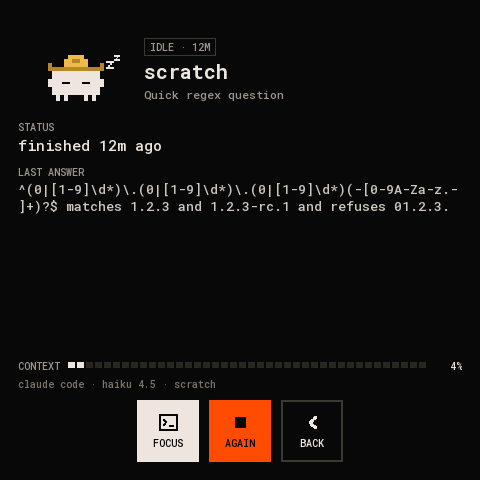 IDLE · 12M
scratch
Quick regex question
STATUS
finished 12m ago
LAST ANSWER
^(0|[1-9]\d*)\.(0|[1-9]\d*)\.(0|[1-9]\d*)(-[0-9A-Za-z.-
]+)?$ matches 1.2.3 and 1.2.3-rc.1 and refuses 01.2.3.
CONTEXT 4%
claude code · haiku 4.5 · scratch
FOCUS AGAIN BACK